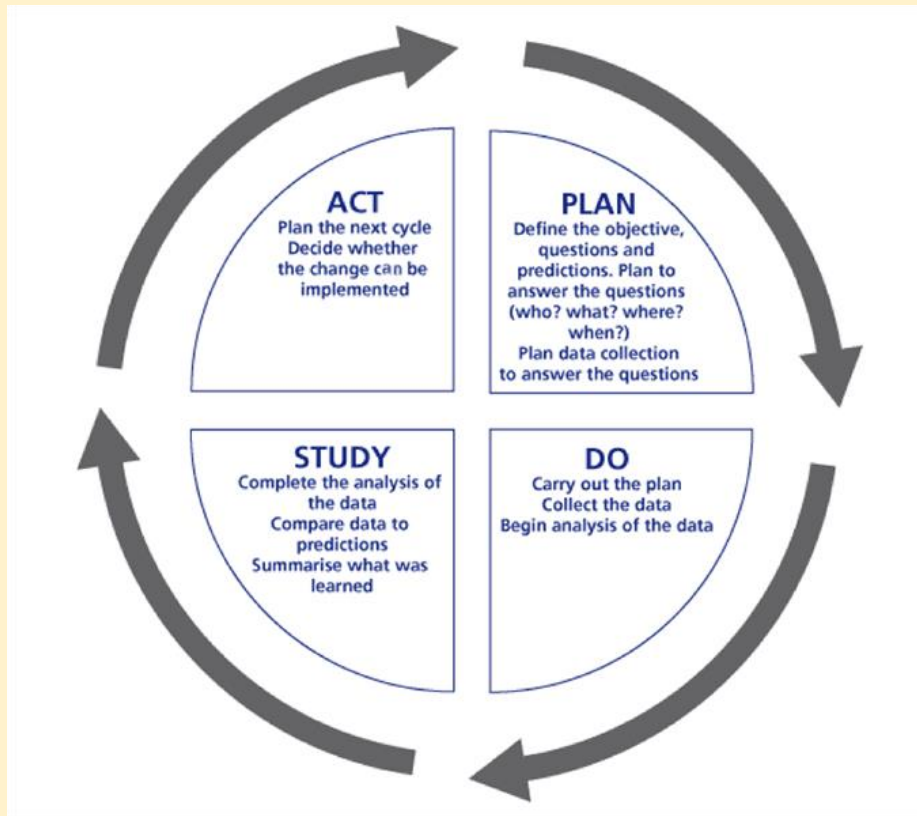 ACT
Plan the next cycle
Decide whether
the change can be
implemented
PLAN
Define the objective,
questions and
predictions. Plan to
answer the questions
(who? what? where?
when?)
Plan data collection
to answer the questions
STUDY
Complete the analysis of
the data
Compare data to
predictions
Summarise what was
learned
DO
Carry out the plan
Collect the data
Begin analysis of the data